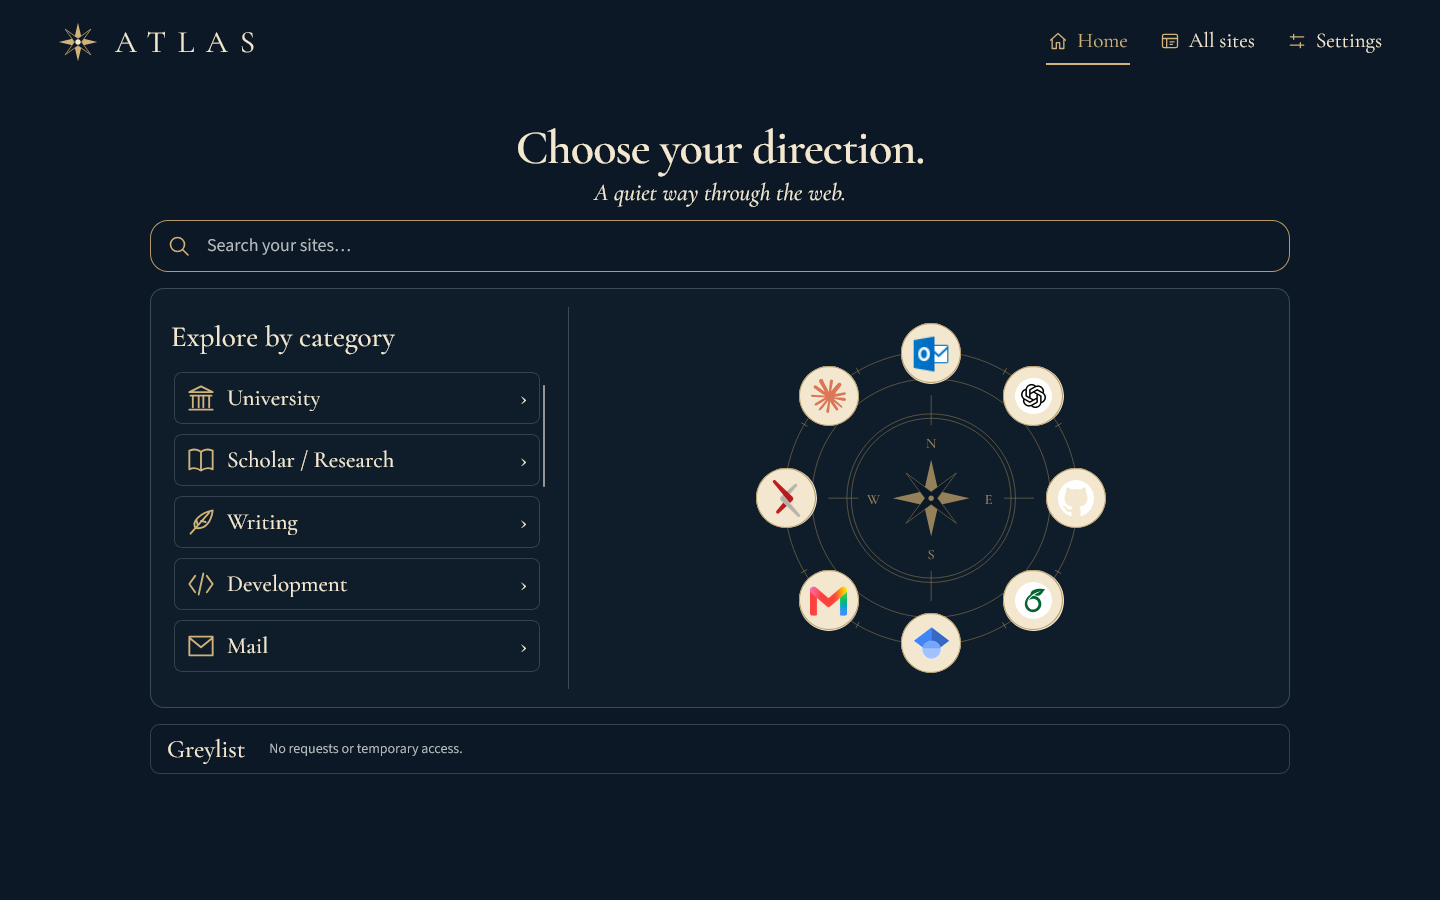 ATLAS
Home
All sites
Settings
Choose your direction.
A quiet way through the web.
Search your sites…
Explore by category
University ›
Scholar / Research ›
Writing ›
Development ›
Mail ›
N
W
E
S
Greylist
No requests or temporary access.